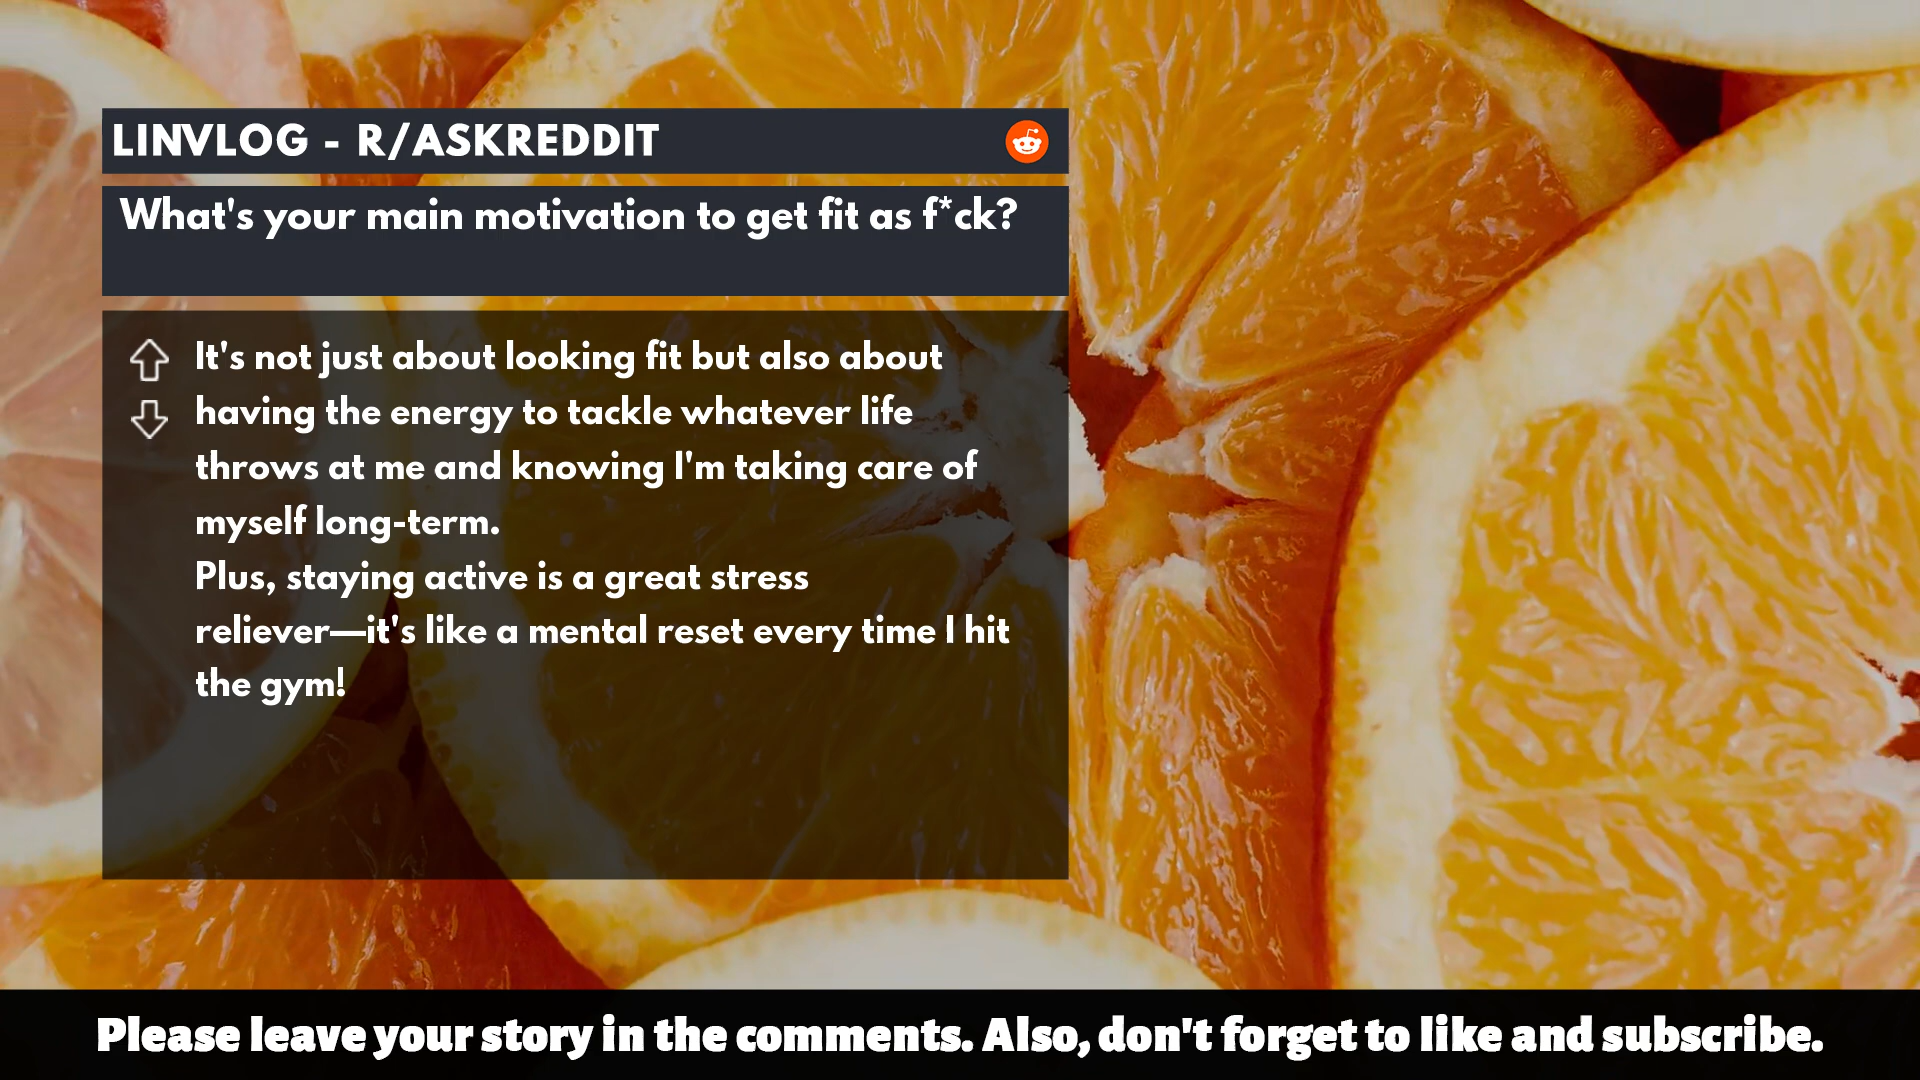 LINVLOG - R/ASKREDDIT
What's your main motivation to get fit as f*ck?
It's not just about looking fit but also about
having the energy to tackle whatever life
throws at me and knowing I'm taking care of
myself long-term.
Plus, staying active is a great stress
reliever—it's like a mental reset every time I hit
the gym!
Please leave your story in the comments. Also, don't forget to like and subscribe.